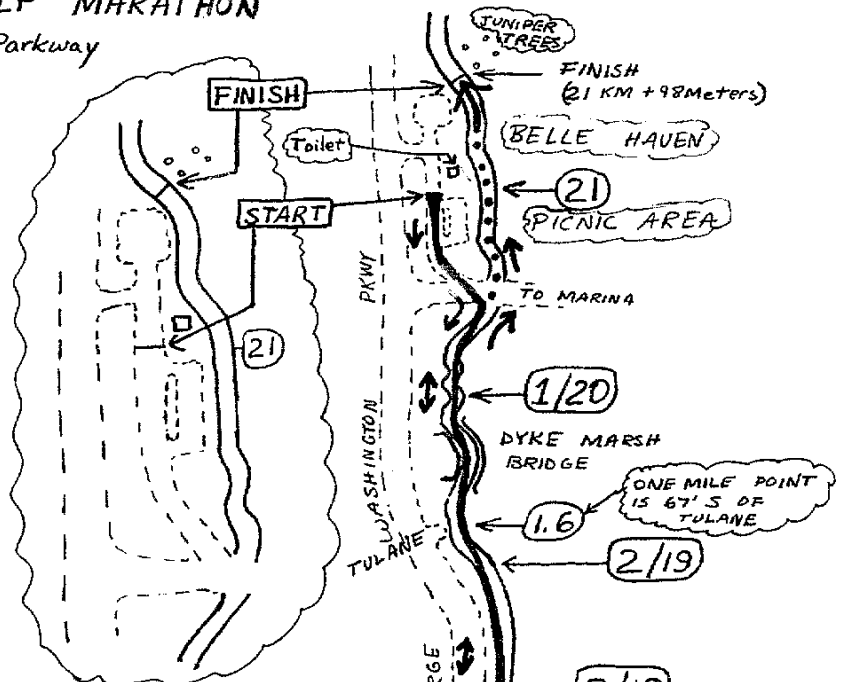 MARATHON
Parkway
JUNIPER
TREES
FINISH
FINISH
(21 KM + 98 Meters)
Toilet
BELLE HAVEN
21
START
PICNIC AREA
PKWY
TO MARINA
21
1/20
WASHINGTON
DYKE MARSH
BRIDGE
ONE MILE POINT
IS 67' S OF
TULANE
1.6
TULANE
2/19